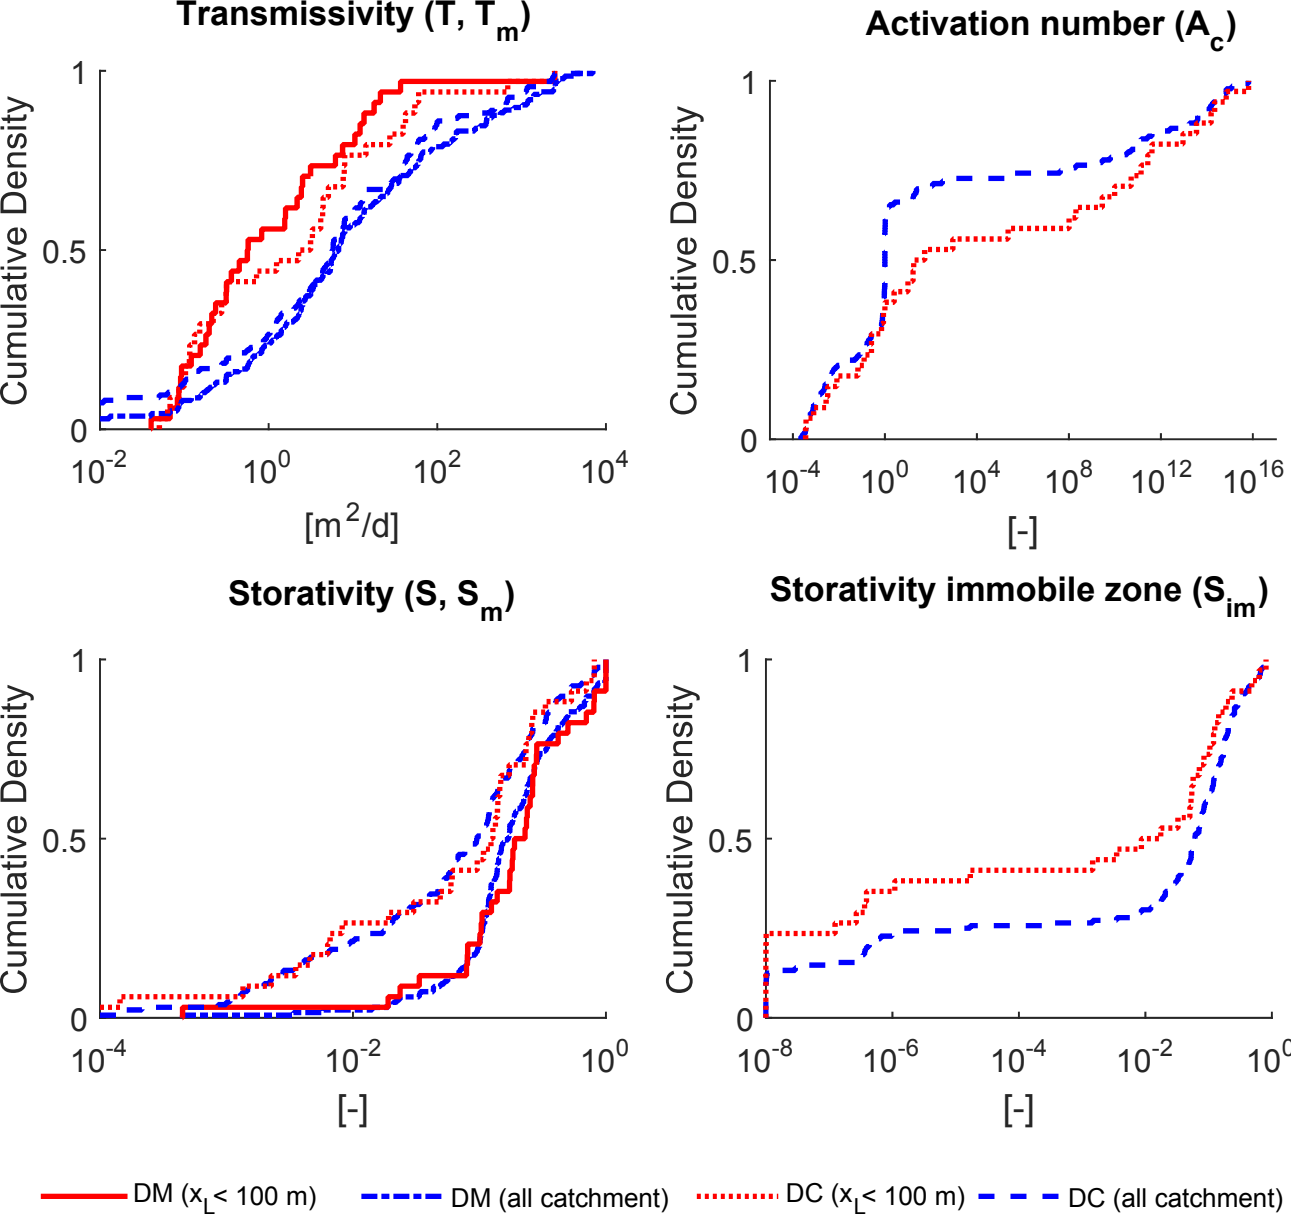 Transmissivity (T, Tm)
Cumulative Density
1
0.5
0
10-2
100
102
104
[m2/d]
Activation number (Ac)
Cumulative Density
1
0.5
0
10-4
100
104
108
1012
1016
[-]
Storativity (S, Sm)
Cumulative Density
1
0.5
0
10-4
10-2
100
[-]
Storativity immobile zone (Sim)
Cumulative Density
1
0.5
0
10-8
10-6
10-4
10-2
100
[-]
DM (xL< 100 m)
DM (all catchment)
DC (xL< 100 m)
DC (all catchment)